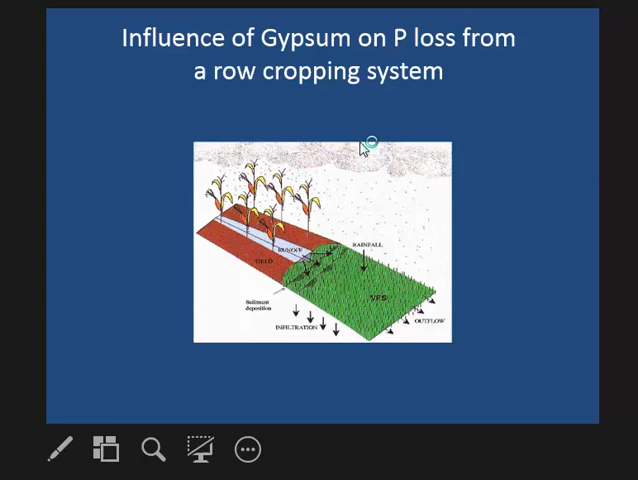 Influence of Gypsum on P loss from
a row cropping system
RAINFALL
RUNOFF
FIELD
VFS
Sediment
deposition
OUTFLOW
INFILTRATION